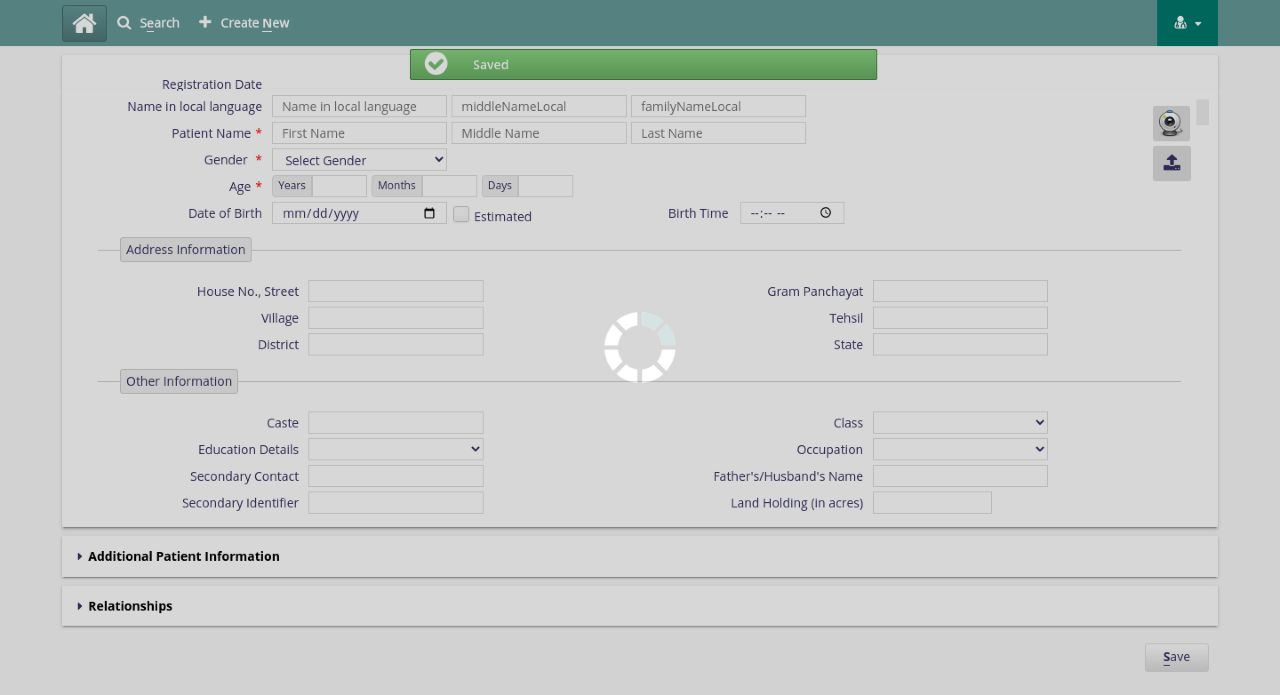 Search Create New
Saved
Registration Date
Name in local language Name in local language middleNameLocal familyNameLocal
Patient Name * First Name Middle Name Last Name
Gender * Select Gender
Age * Years Months Days
Date of Birth mm/dd/yyyy Estimated Birth Time --:-- --
Address Information
House No., Street Gram Panchayat
Village Tehsil
District State
Other Information
Caste Class
Education Details Occupation
Secondary Contact Father's/Husband's Name
Secondary Identifier Land Holding (in acres)
Additional Patient Information
Relationships
Save